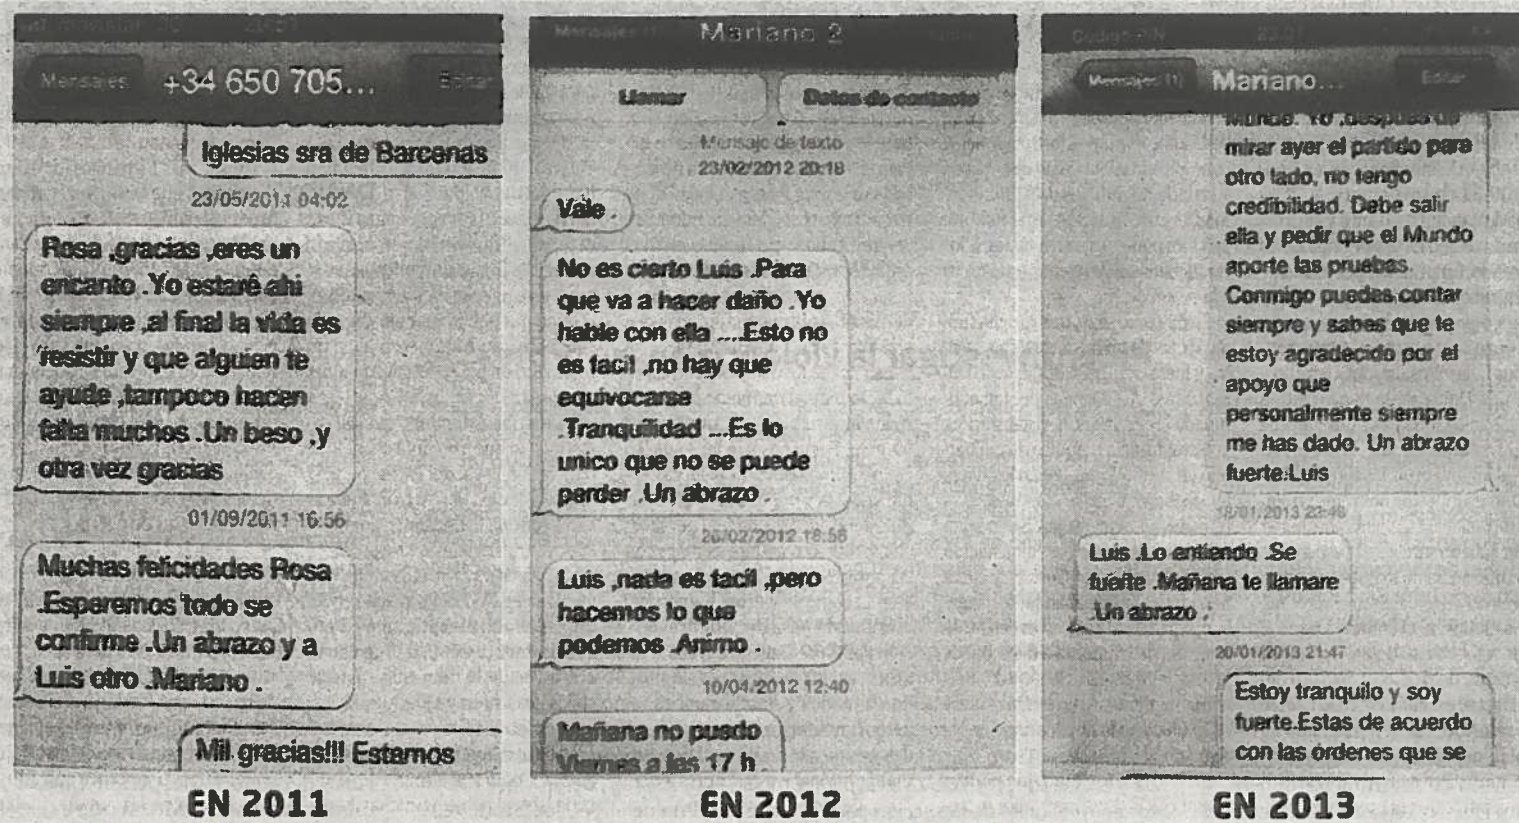 Mensajes
+34 650 705...
Editar
Iglesias sra de Barcenas
23/05/2011 04:02
Rosa ,gracias ,eres un
encanto .Yo estaré ahi
siempre ,al final la vida es
resistir y que alguien te
ayude ,tampoco hacen
falta muchos .Un beso ,y
otra vez gracias
01/09/2011 16:56
Muchas felicidades Rosa
.Esperemos todo se
confirme .Un abrazo y a
Luis otro .Mariano .
Mil gracias!!! Estamos
EN 2011
Mensajes
Mariano 2
Llamar
Datos de contacto
Mensaje de texto
23/02/2012 20:18
Vale .
No es cierto Luis .Para
que va a hacer daño .Yo
hable con ella ....Esto no
es facil ,no hay que
equivocarse
.Tranquilidad ...Es lo
unico que no se puede
perder .Un abrazo .
18:58
Luis ,nada es facil ,pero
hacemos lo que
podemos .Animo .
10/04/2012 12:40
Mañana no puedo
Viernes a las 17 h .
EN 2012
Mensajes (1)
Mariano...
Editar
Mundo. Yo ,después de
mirar ayer el partido para
otro lado, no tengo
credibilidad. Debe salir
ella y pedir que el Mundo
aporte las pruebas.
Conmigo puedes contar
siempre y sabes que te
estoy agradecido por el
apoyo que
personalmente siempre
me has dado. Un abrazo
fuerte.Luis
18/01/2013
Luis .Lo entiendo .Se
fuerte .Mañana te llamare
.Un abrazo .
20/01/2013 21:47
Estoy tranquilo y soy
fuerte.Estas de acuerdo
con las órdenes que se
EN 2013